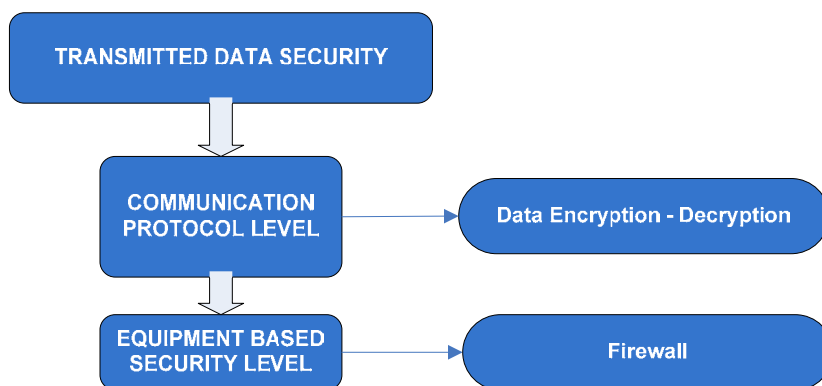 TRANSMITTED DATA SECURITY
COMMUNICATION
PROTOCOL LEVEL
Data Encryption - Decryption
EQUIPMENT BASED
SECURITY LEVEL
Firewall